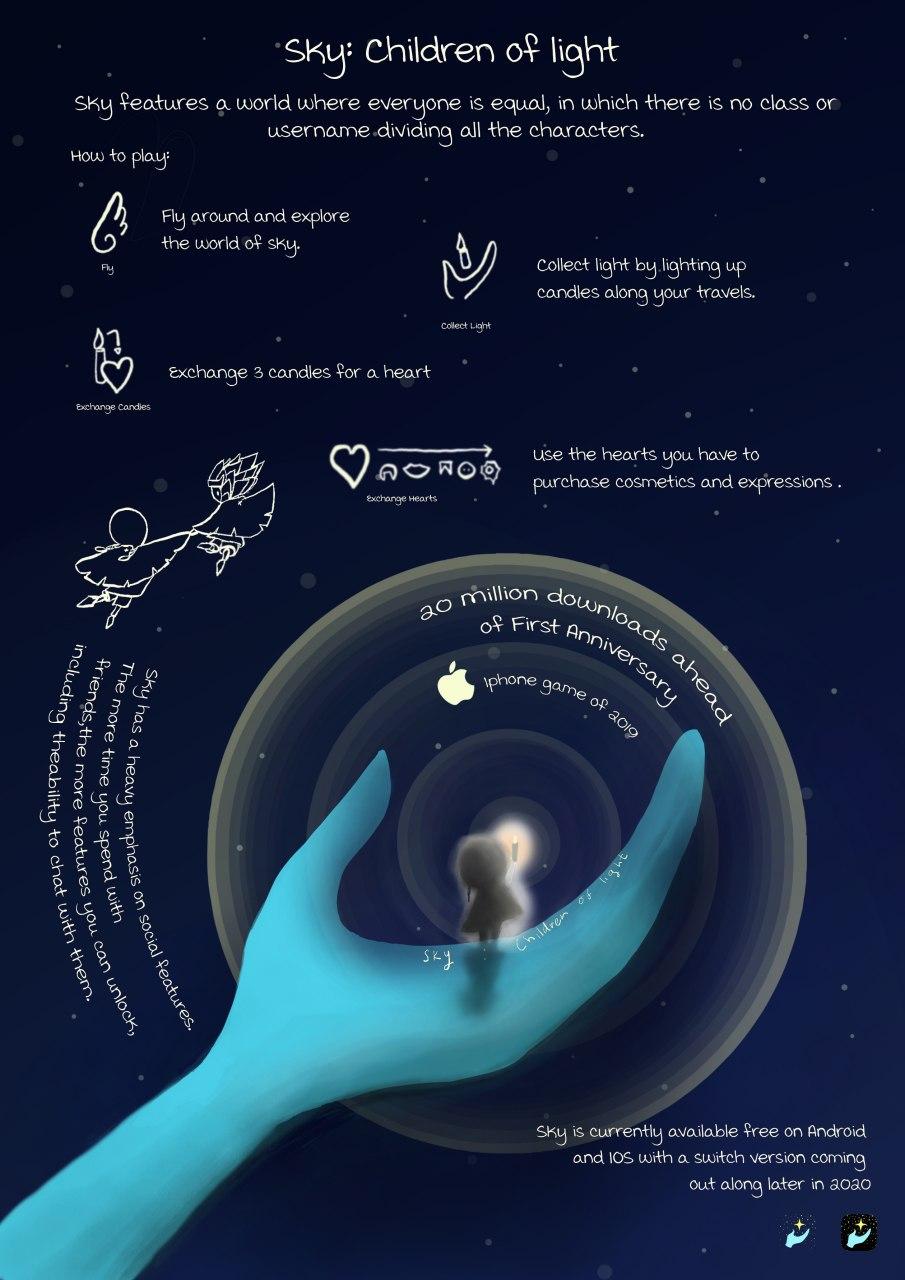 Sky: Children of light
Sky features a world where everyone is equal, in which there is no class or
username dividing all the characters.
How to play:
Fly around and explore
the world of sky.
Fly
Collect light by lighting up
candles along your travels.
Collect Light
Exchange 3 candles for a heart
Exchange Candles
use the hearts you have to
purchase cosmetics and expressions .
Exchange Hearts
20 million downloads ahead
of First Anniversary
Iphone game of 2019
Sky has a heavy emphasis on social features.
The more time you spend with
friends,the more features you can unlock,
including theability to chat with them.
Sky Children of light
Sky is currently available free on Android
and IOS with a switch version coming
out along later in 2020